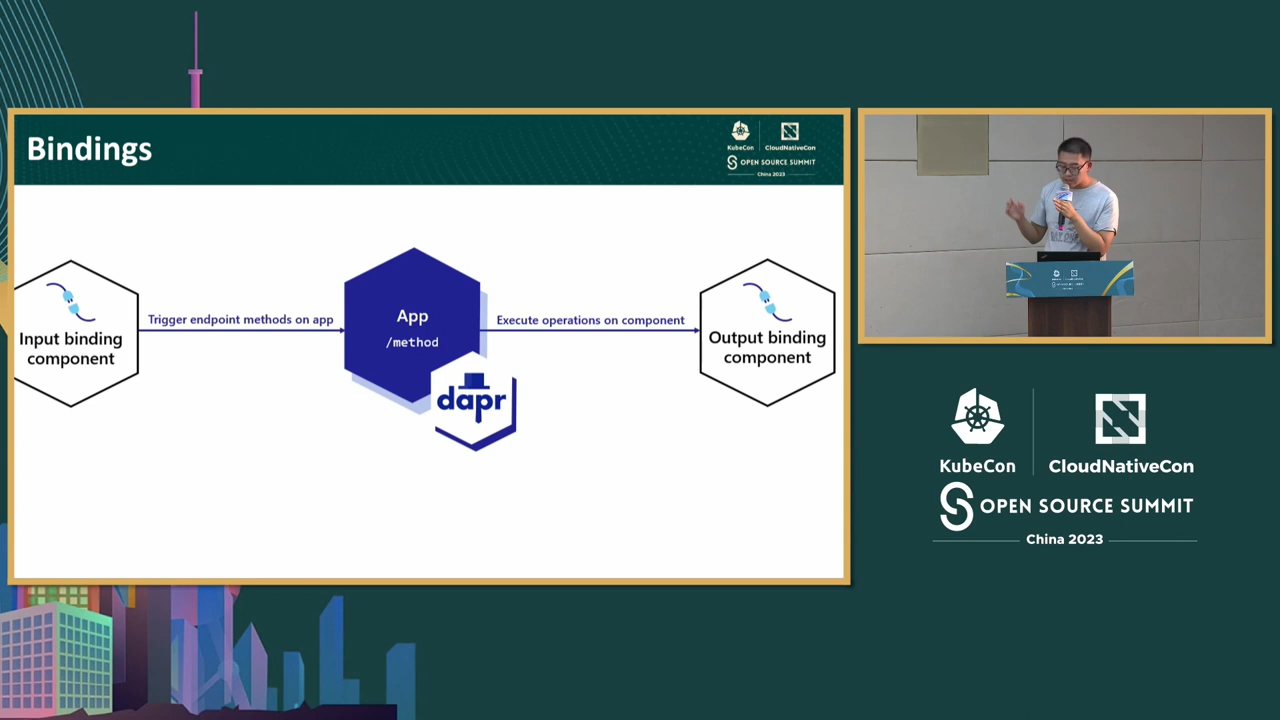 Bindings
KubeCon
CloudNativeCon
OPEN SOURCE SUMMIT
China 2023
Input binding
component
Trigger endpoint methods on app
App
/method
dapr
Execute operations on component
Output binding
component
KubeCon
CloudNativeCon
OPEN SOURCE SUMMIT
China 2023